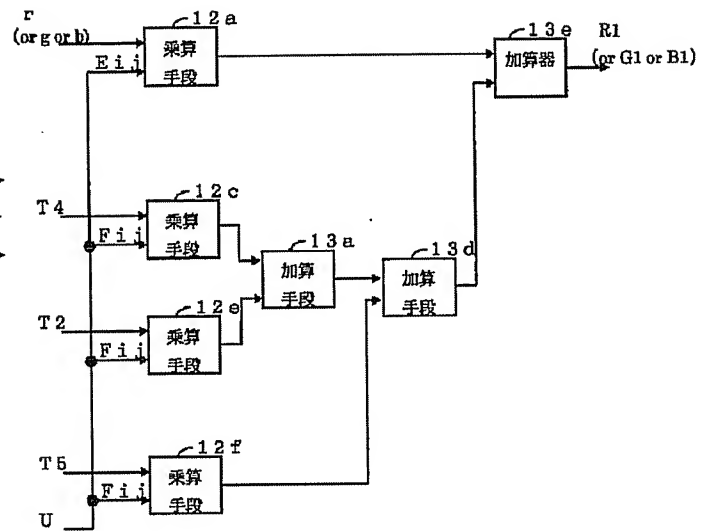 r
(or g or b)
12a
乗算
手段
Eij
13e
加算器
R1
(or G1 or B1)
T4
12c
乗算
手段
Fij
13a
加算
手段
13d
加算
手段
T2
12e
乗算
手段
Fij
T5
12f
乗算
手段
Fij
U